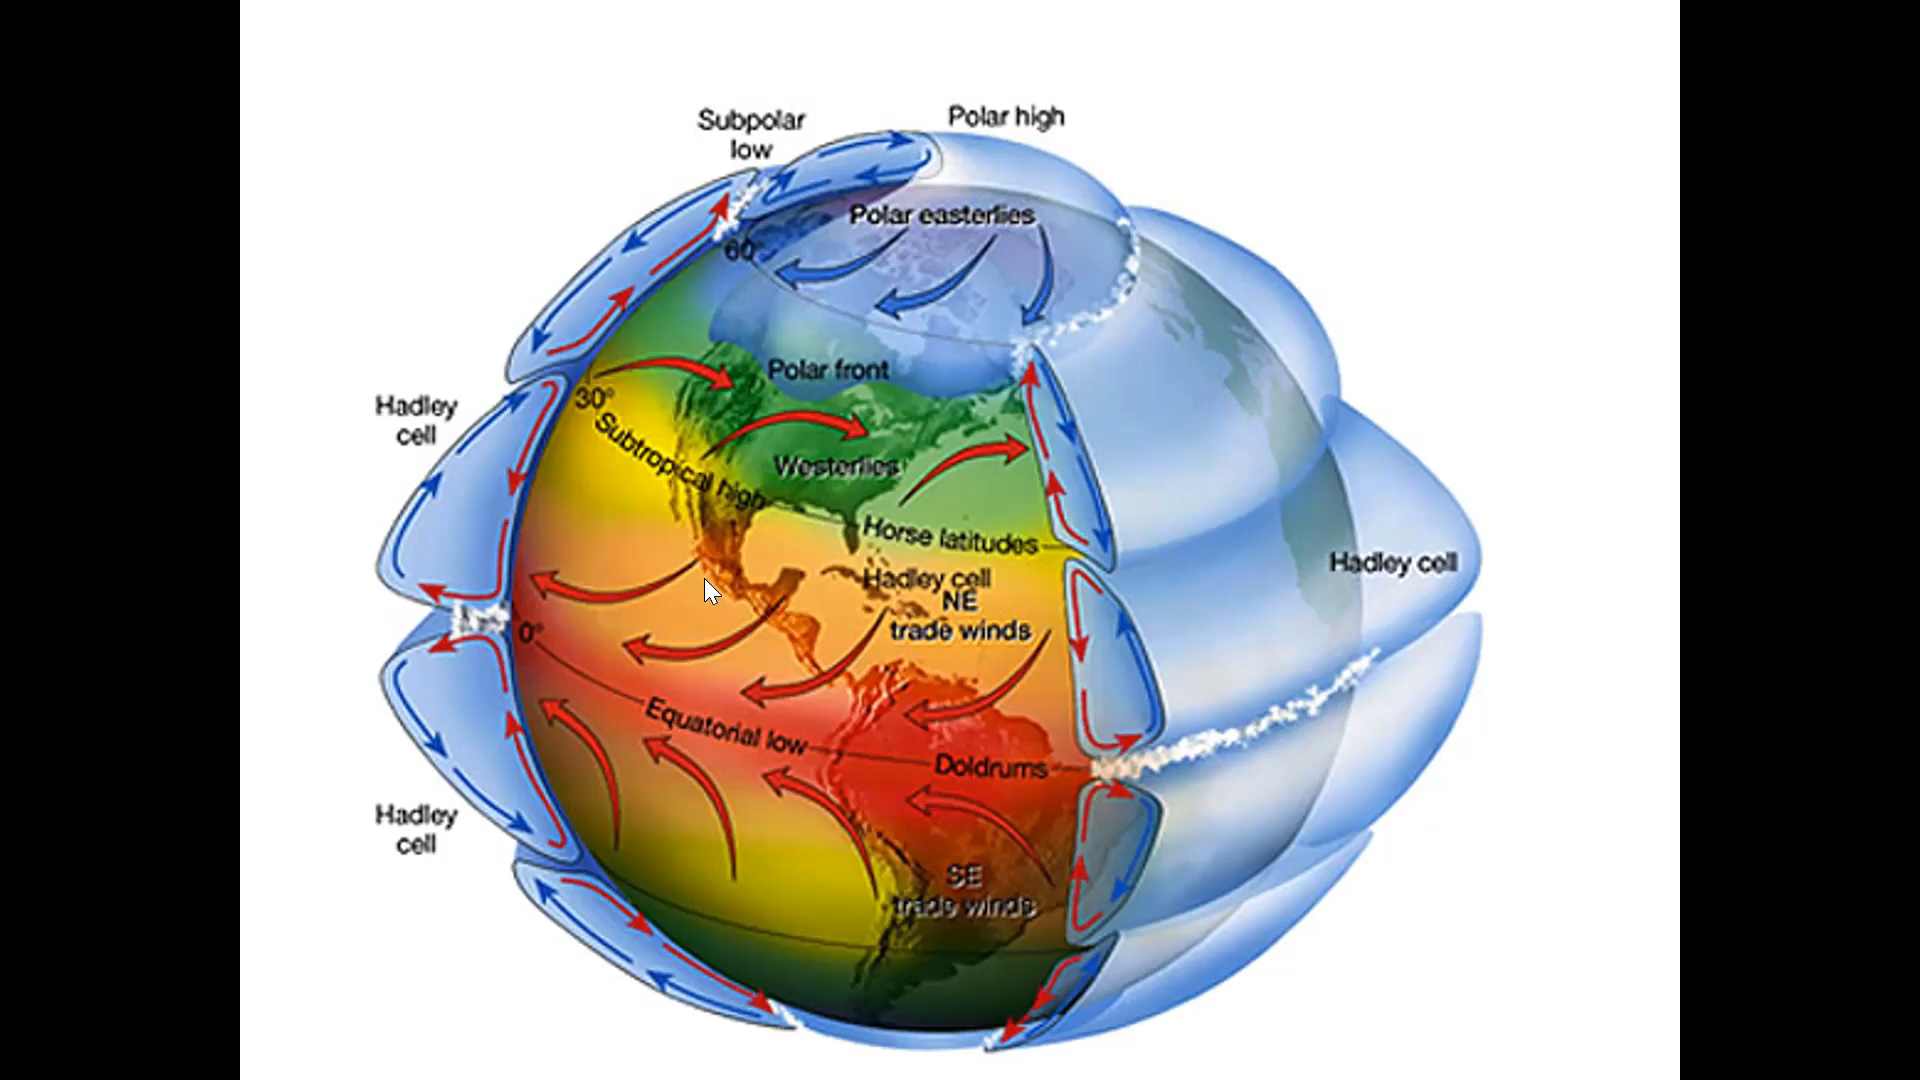 Subpolar
low
Polar high
Polar easterlies
60°
Polar front
30°
Hadley
cell
Subtropical high
Westerlies
Horse latitudes
Hadley cell
Hadley cell
NE
trade winds
0°
Equatorial low
Doldrums
Hadley
cell
SE
trade winds